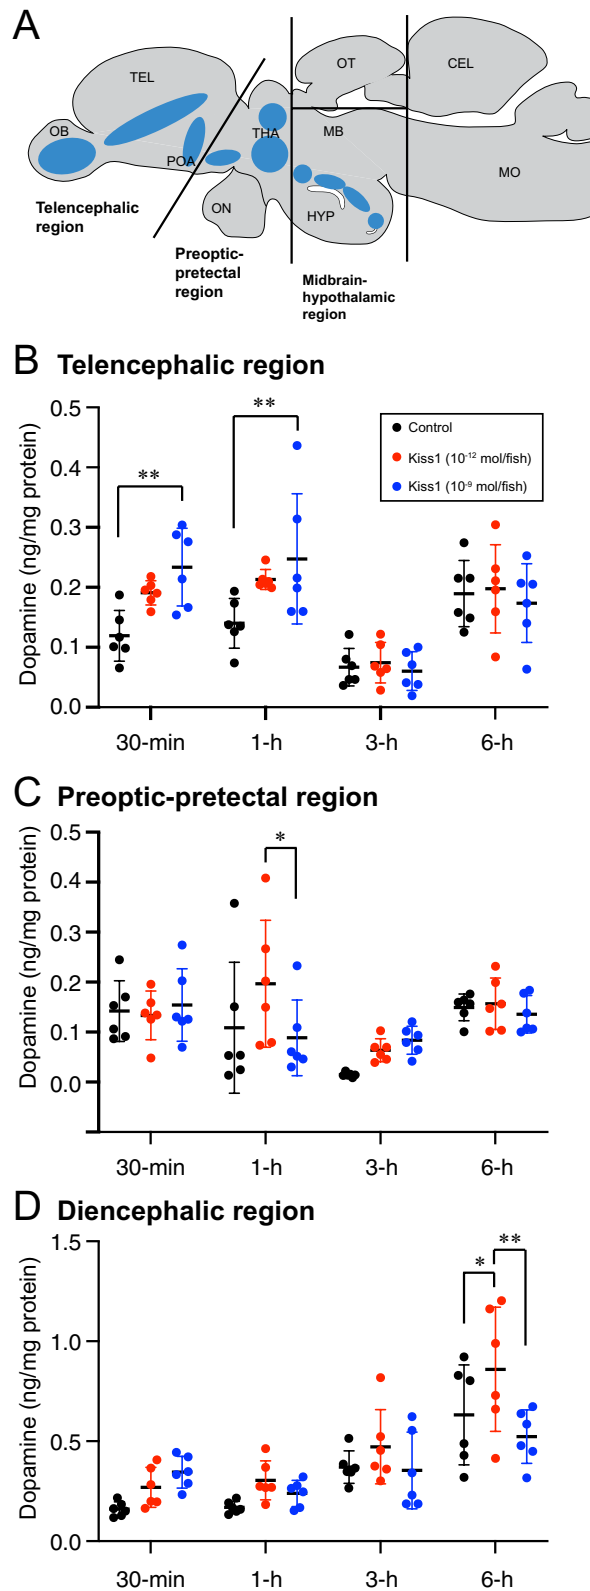 A
TEL
OT
CEL
OB
THA
MB
POA
MO
ON
HYP
Telencephalic
region
Preoptic-
pretectal
region
Midbrain-
hypothalamic
region
B Telencephalic region
Dopamine (ng/mg protein)
0.5
0.4
0.3
0.2
0.1
0.0
**
**
Control
Kiss1 (10⁻¹² mol/fish)
Kiss1 (10⁻⁹ mol/fish)
30-min 1-h 3-h 6-h
C Preoptic-pretectal region
Dopamine (ng/mg protein)
0.5
0.4
0.3
0.2
0.1
0.0
*
30-min 1-h 3-h 6-h
D Diencephalic region
Dopamine (ng/mg protein)
1.5
1.0
0.5
0.0
*
**
30-min 1-h 3-h 6-h